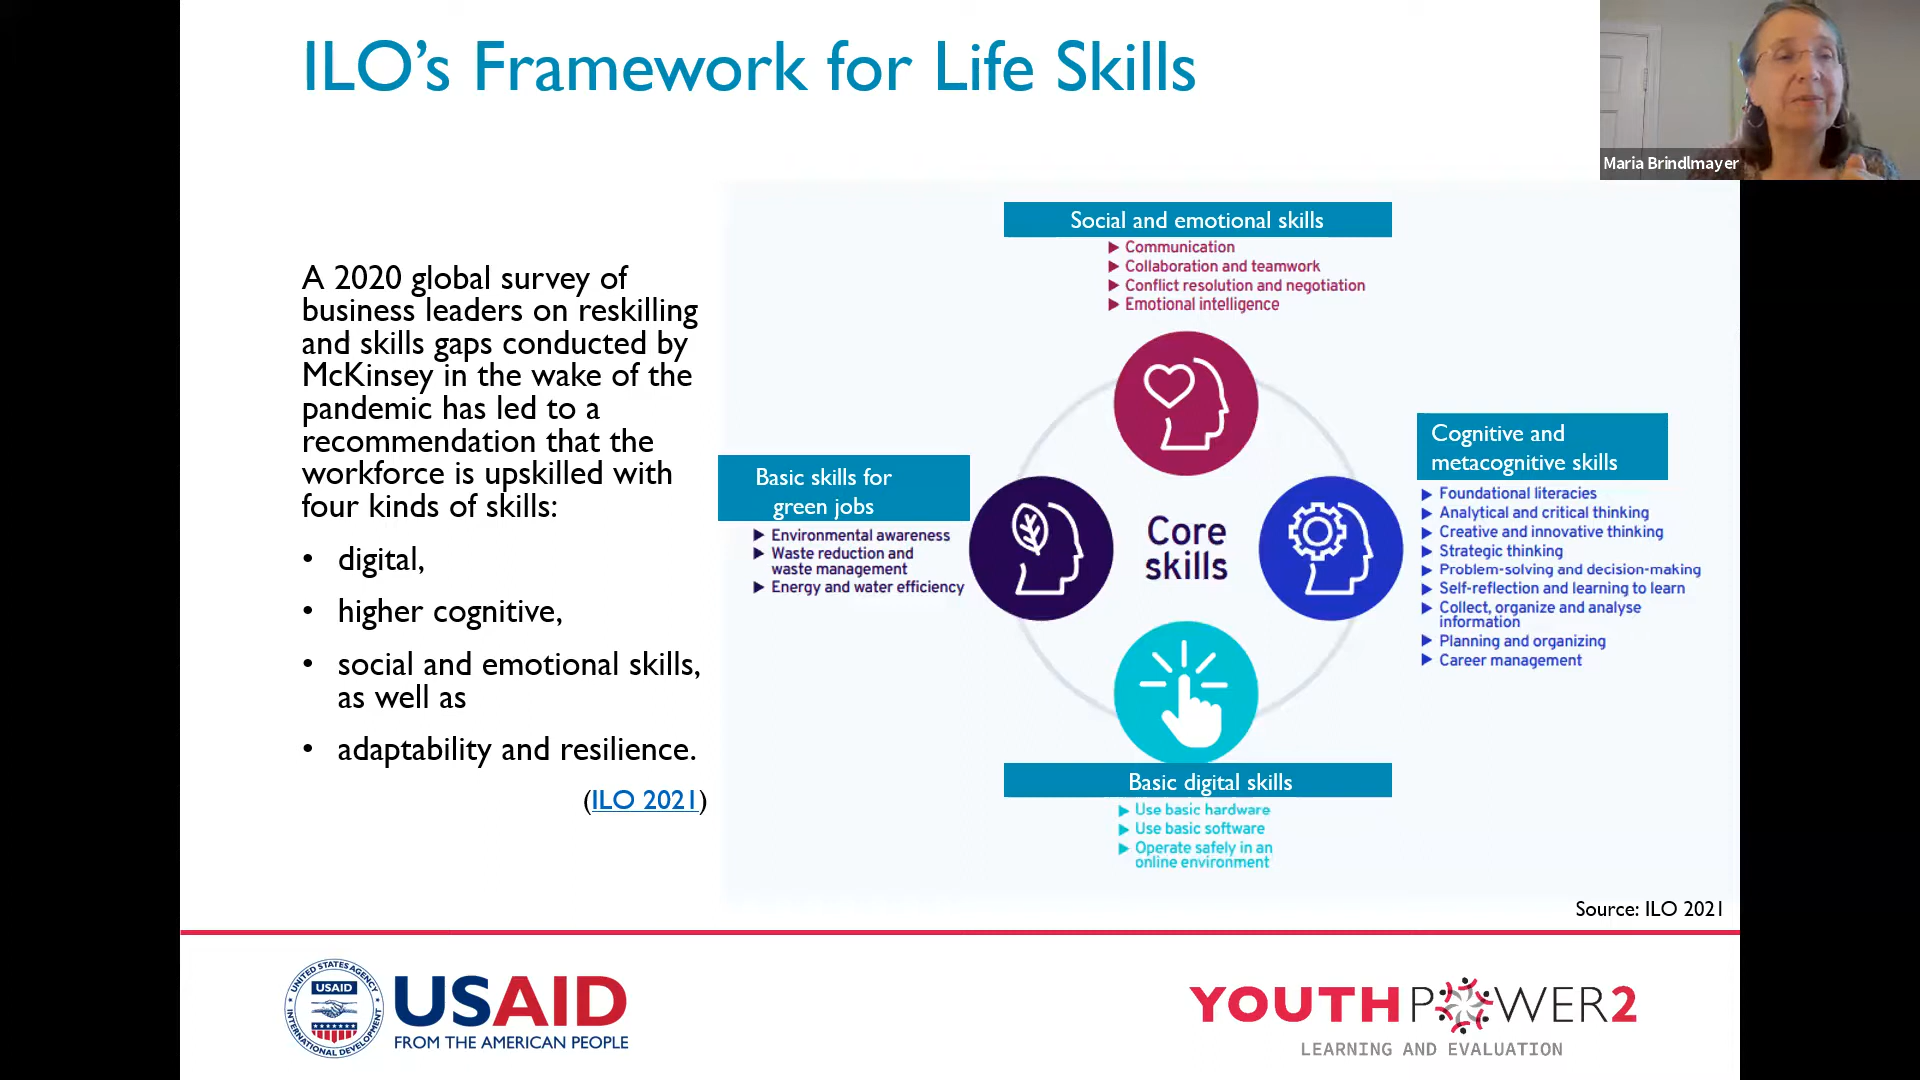 ILO's Framework for Life Skills
Maria Brindlmayer
A 2020 global survey of
business leaders on reskilling
and skills gaps conducted by
McKinsey in the wake of the
pandemic has led to a
recommendation that the
workforce is upskilled with
four kinds of skills:
• digital,
• higher cognitive,
• social and emotional skills,
as well as
• adaptability and resilience.
(ILO 2021)
Social and emotional skills
▶ Communication
▶ Collaboration and teamwork
▶ Conflict resolution and negotiation
▶ Emotional intelligence
Basic skills for
green jobs
▶ Environmental awareness
▶ Waste reduction and
waste management
▶ Energy and water efficiency
Core
skills
Cognitive and
metacognitive skills
▶ Foundational literacies
▶ Analytical and critical thinking
▶ Creative and innovative thinking
▶ Strategic thinking
▶ Problem-solving and decision-making
▶ Self-reflection and learning to learn
▶ Collect, organize and analyse
information
▶ Planning and organizing
▶ Career management
Basic digital skills
▶ Use basic hardware
▶ Use basic software
▶ Operate safely in an
online environment
Source: ILO 2021
UNITED STATES AGENCY
USAID
INTERNATIONAL DEVELOPMENT
USAID
FROM THE AMERICAN PEOPLE
YOUTHPOWER2
LEARNING AND EVALUATION